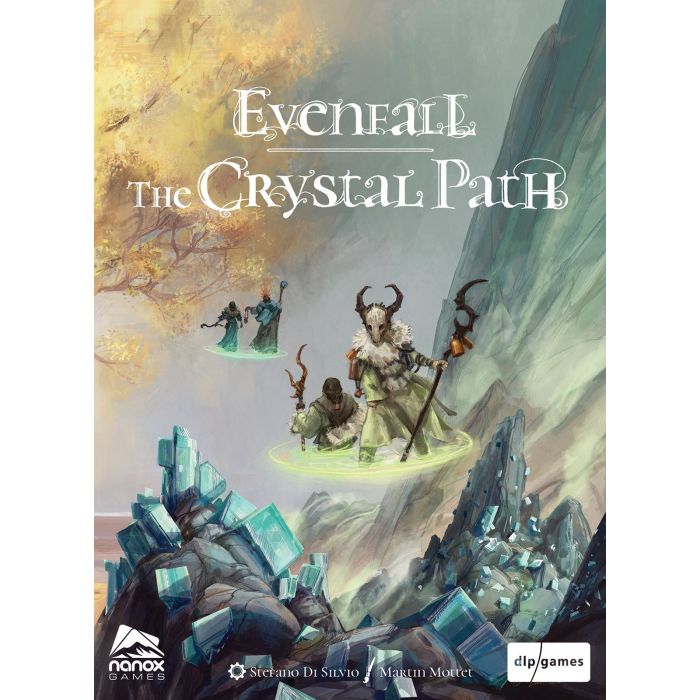 Evenfall
The Crystal Path
nanox
GAMES
Stefano Di Silvio Martin Mottet
dlp/games